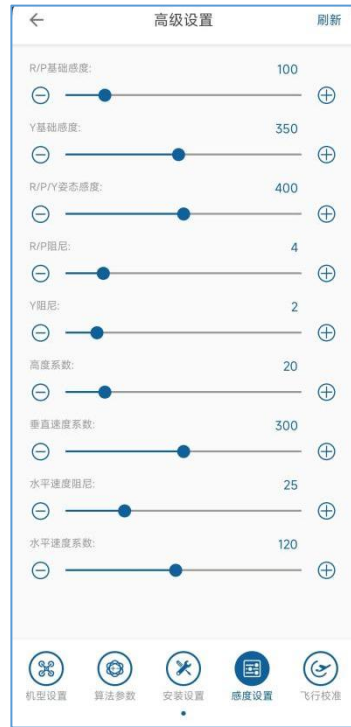 高级设置 刷新
R/P基础感度: 100
Y基础感度: 350
R/P/Y姿态感度: 400
R/P阻尼: 4
Y阻尼: 2
高度系数: 20
垂直速度系数: 300
水平速度阻尼: 25
水平速度系数: 120
机型设置 算法参数 安装设置 感度设置 飞行校准